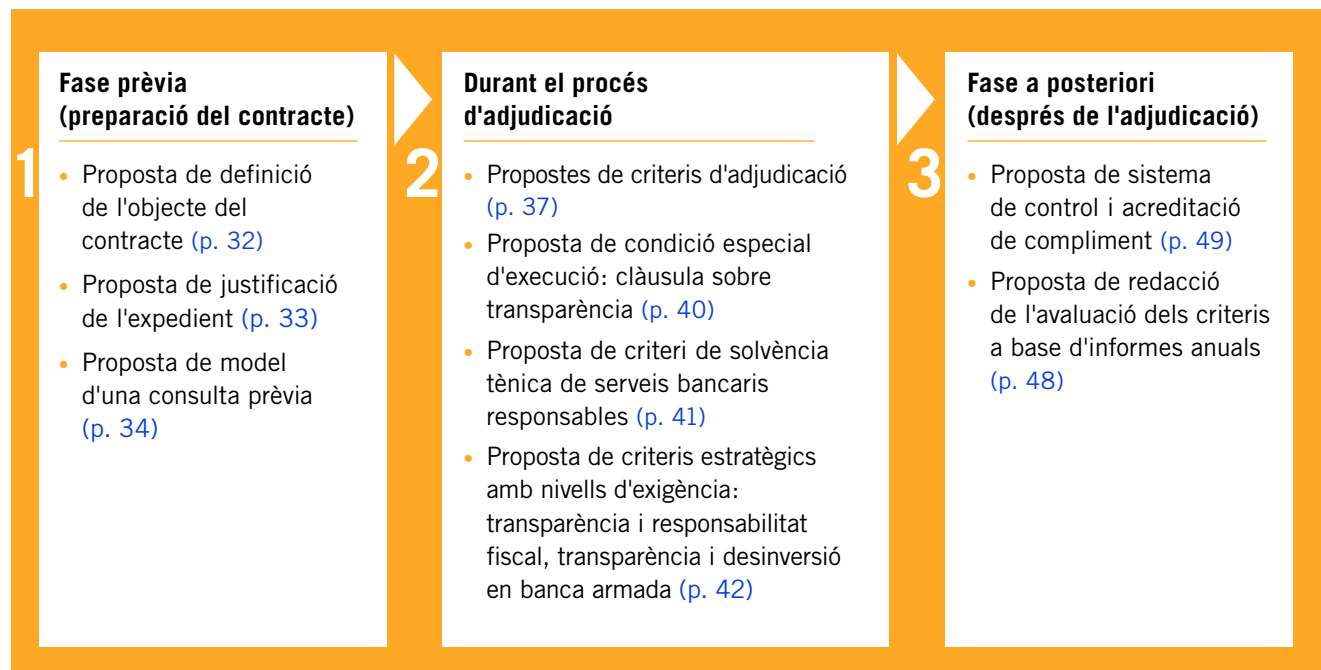 1
Fase prèvia
(preparació del contracte)
• Proposta de definició
de l'objecte del
contracte (p. 32)
• Proposta de justificació
de l'expedient (p. 33)
• Proposta de model
d'una consulta prèvia
(p. 34)
2
Durant el procés
d'adjudicació
• Propostes de criteris d'adjudicació
(p. 37)
• Proposta de condició especial
d'execució: clàusula sobre
transparència (p. 40)
• Proposta de criteri de solvència
tènica de serveis bancaris
responsables (p. 41)
• Proposta de criteris estratègics
amb nivells d'exigència:
transparència i responsabilitat
fiscal, transparència i desinversió
en banca armada (p. 42)
3
Fase a posteriori
(després de l'adjudicació)
• Proposta de sistema
de control i acreditació
de compliment (p. 49)
• Proposta de redacció
de l'avaluació dels criteris
a base d'informes anuals
(p. 48)